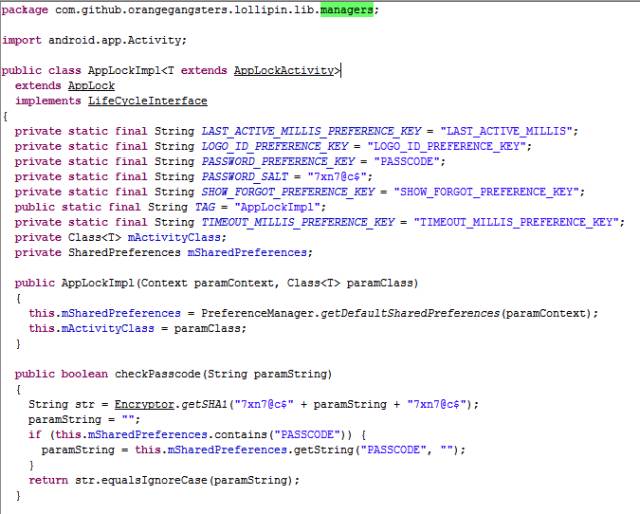 package com.github.orangegangsters.lollipin.lib.managers;
import android.app.Activity;
public class AppLockImpl<T extends AppLockActivity>
extends AppLock
implements LifeCycleInterface
{
private static final String LAST_ACTIVE_MILLIS_PREFERENCE_KEY = "LAST_ACTIVE_MILLIS";
private static final String LOGO_ID_PREFERENCE_KEY = "LOGO_ID_PREFERENCE_KEY";
private static final String PASSWORD_PREFERENCE_KEY = "PASSCODE";
private static final String PASSWORD_SALT = "7xn7@c$";
private static final String SHOW_FORGOT_PREFERENCE_KEY = "SHOW_FORGOT_PREFERENCE_KEY";
public static final String TAG = "AppLockImpl";
private static final String TIMEOUT_MILLIS_PREFERENCE_KEY = "TIMEOUT_MILLIS_PREFERENCE_KEY";
private Class<T> mActivityClass;
private SharedPreferences mSharedPreferences;
public AppLockImpl(Context paramContext, Class<T> paramClass)
{
this.mSharedPreferences = PreferenceManager.getDefaultSharedPreferences(paramContext);
this.mActivityClass = paramClass;
}
public boolean checkPasscode(String paramString)
{
String str = Encryptor.getSHA1("7xn7@c$" + paramString + "7xn7@c$");
paramString = "";
if (this.mSharedPreferences.contains("PASSCODE")) {
paramString = this.mSharedPreferences.getString("PASSCODE", "");
}
return str.equalsIgnoreCase(paramString);
}